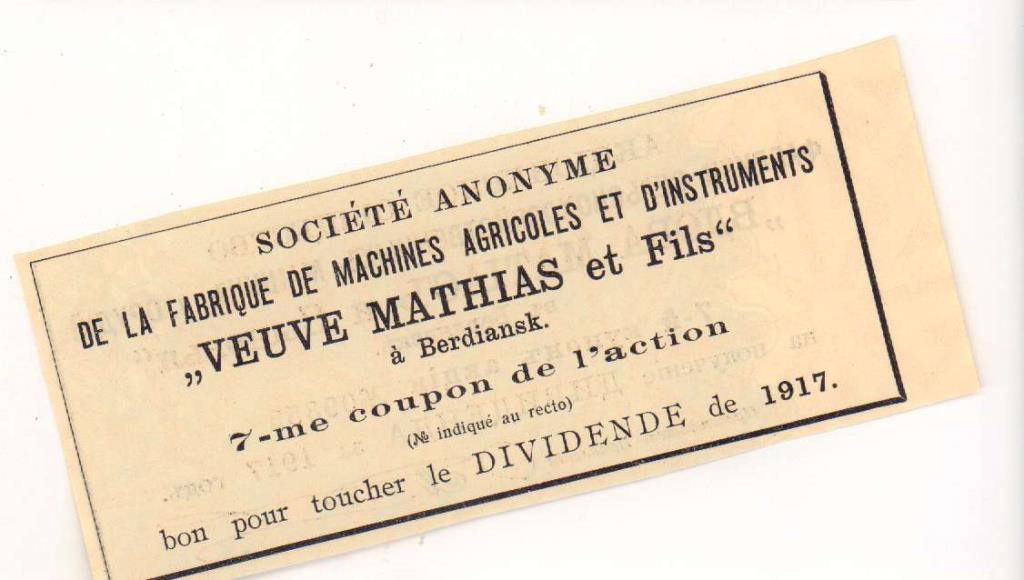 SOCIÉTÉ ANONYME
DE LA FABRIQUE DE MACHINES AGRICOLES ET D'INSTRUMENTS
„VEUVE MATHIAS et Fils“
à Berdiansk.
7-me coupon de l'action
(№ indiqué au recto)
bon pour toucher le DIVIDENDE de 1917.